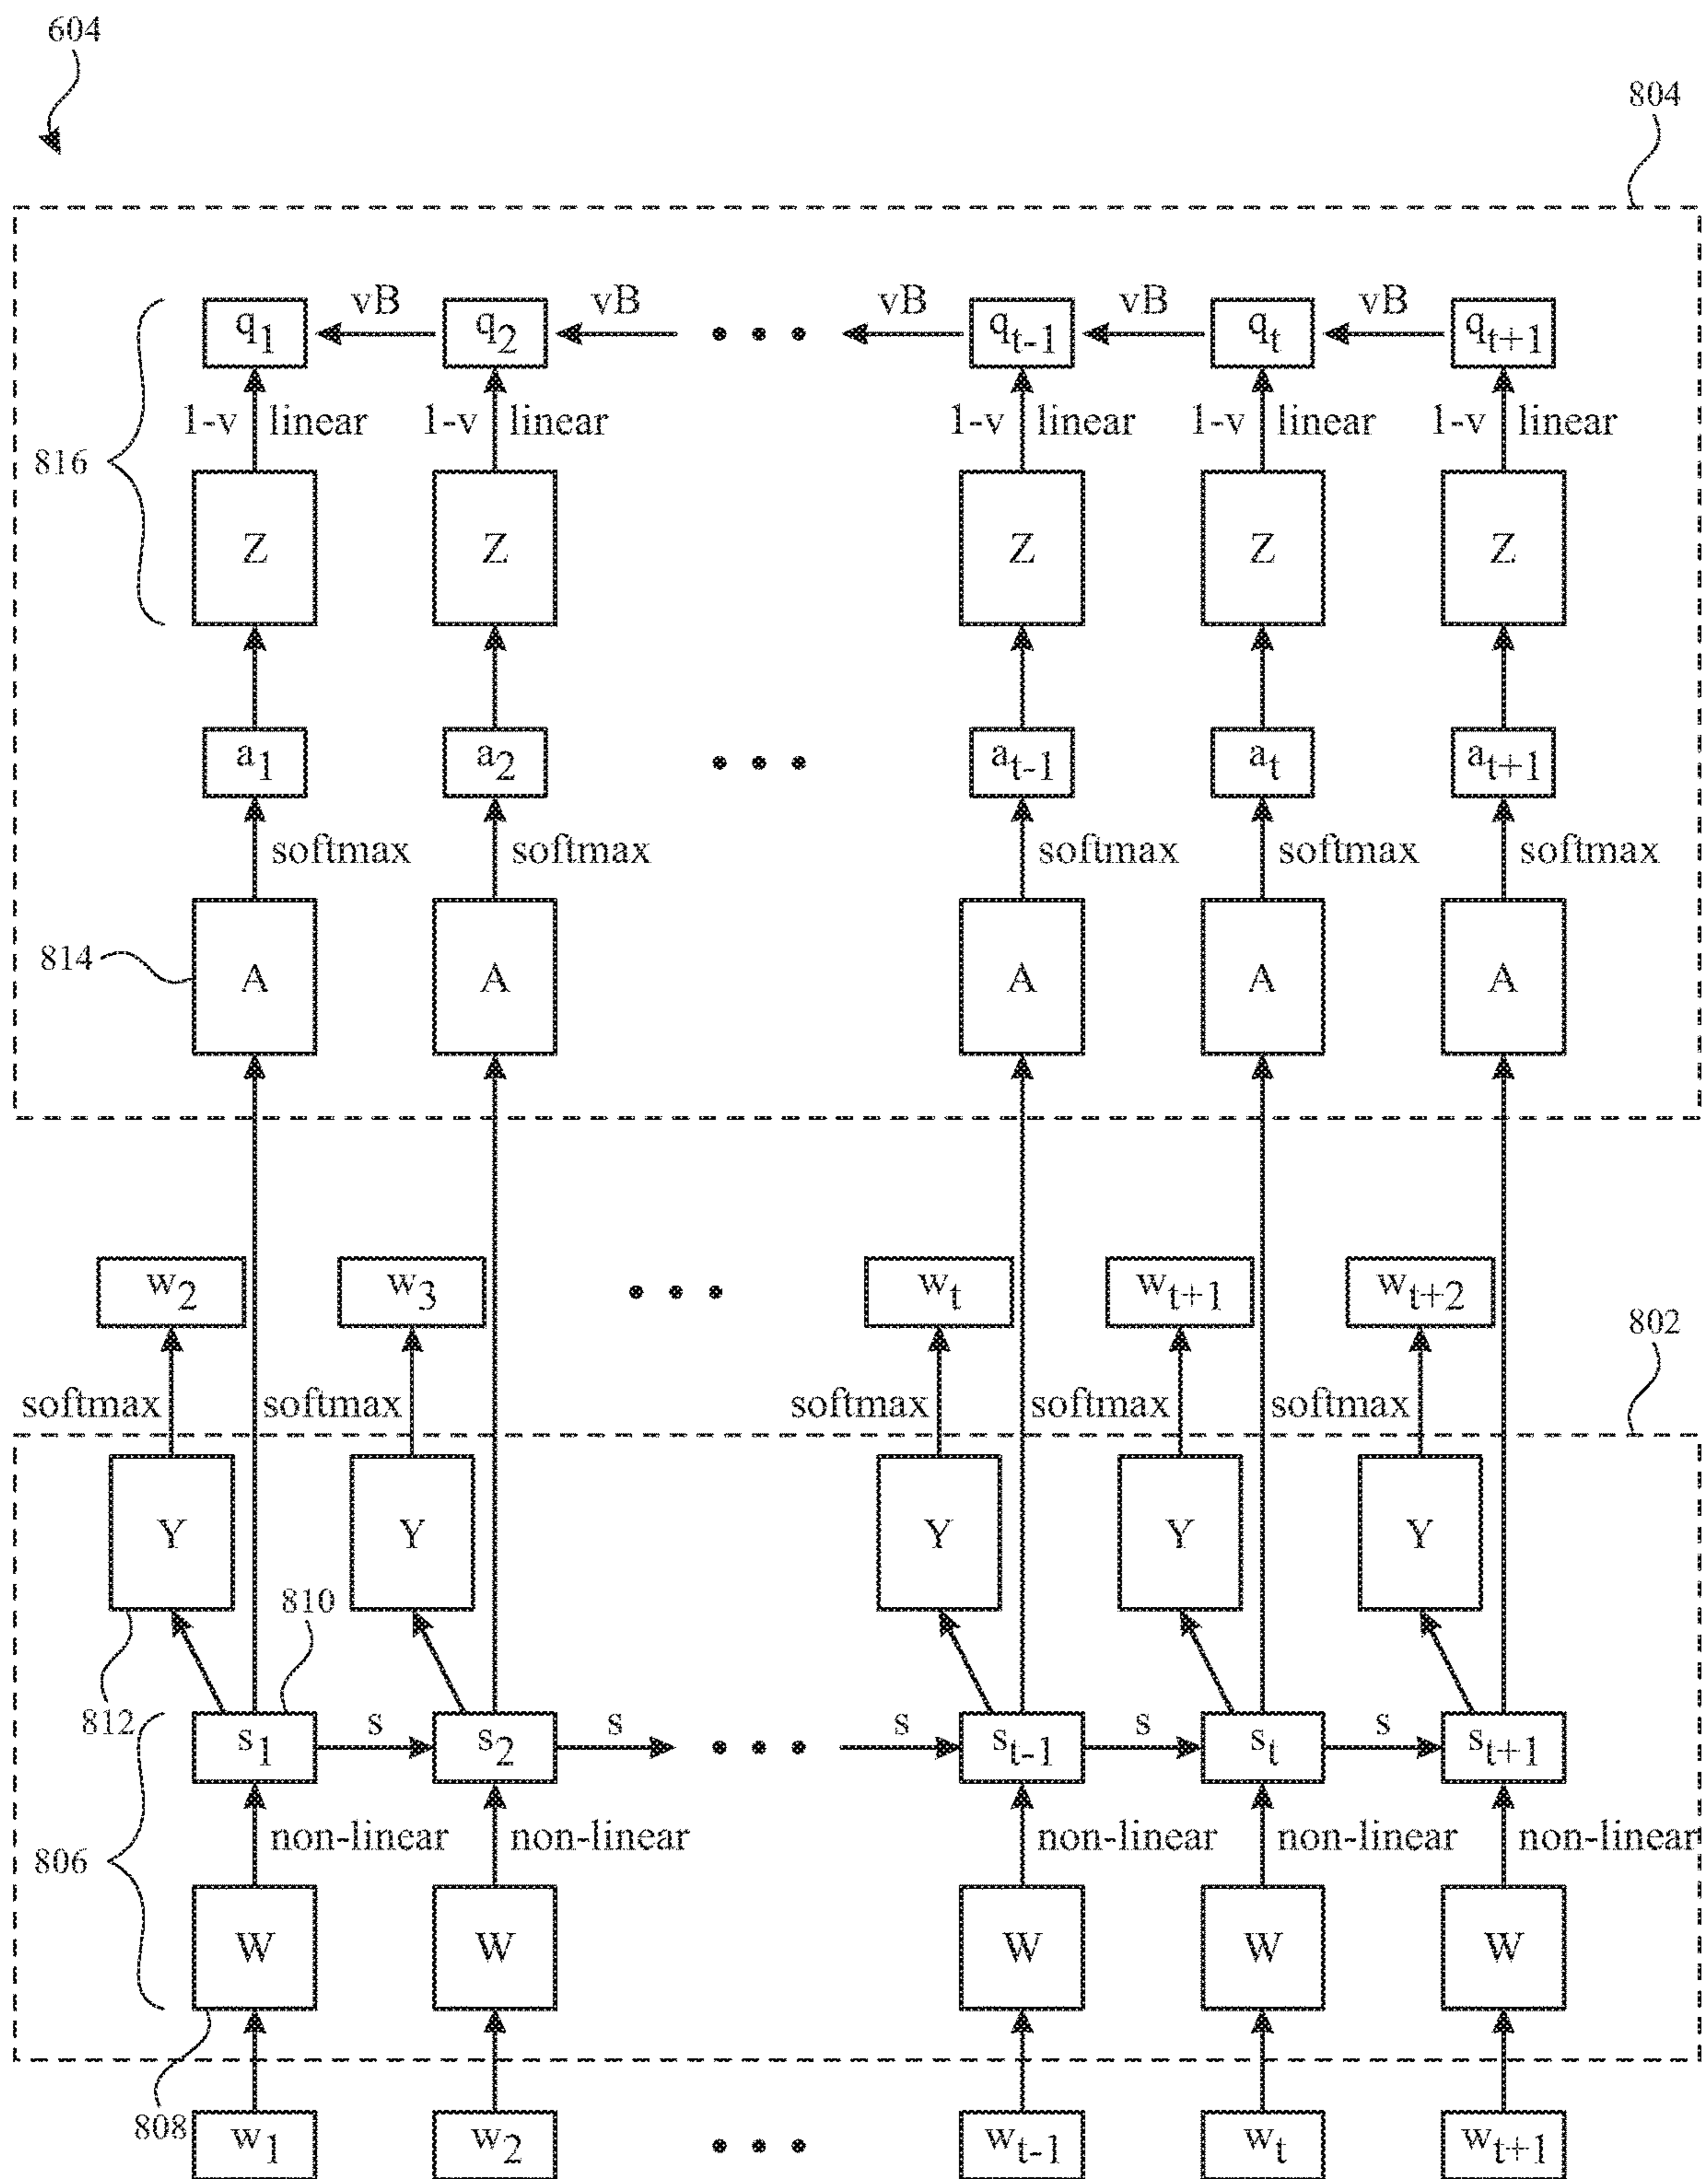 604
804
q1 vB q2 vB • • • vB qt-1 vB qt vB qt+1
1-v linear 1-v linear 1-v linear 1-v linear 1-v linear
816
Z Z Z Z Z
a1 a2 • • • at-1 at at+1
softmax softmax softmax softmax softmax
814 A A A A A
w2 w3 • • • wt wt+1 wt+2
802
softmax softmax softmax softmax softmax
Y Y Y Y Y
810
812
s1 s s2 s • • • s st-1 s st s st+1
non-linear non-linear non-linear non-linear non-linear
806
W W W W W
808
w1 w2 • • • wt-1 wt wt+1